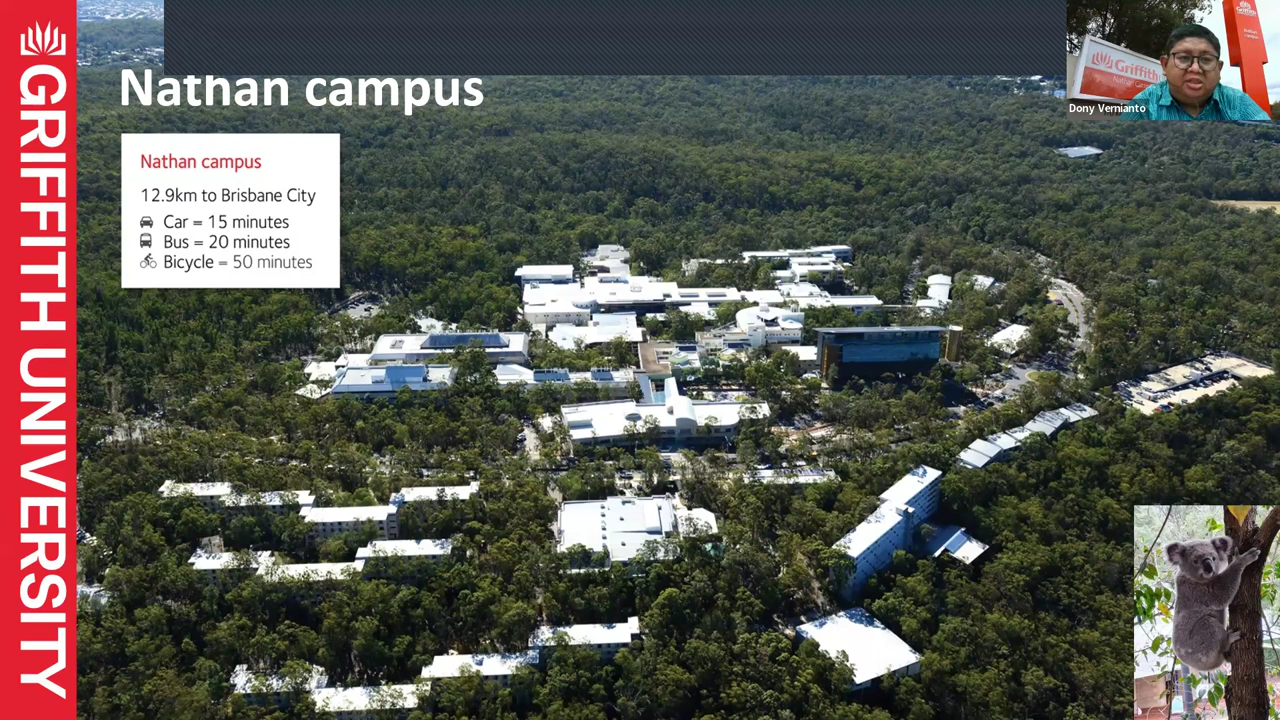 GRIFFITH UNIVERSITY
Nathan campus
Nathan campus
12.9km to Brisbane City
Car = 15 minutes
Bus = 20 minutes
Bicycle = 50 minutes
Griffith
Dony Vernianto